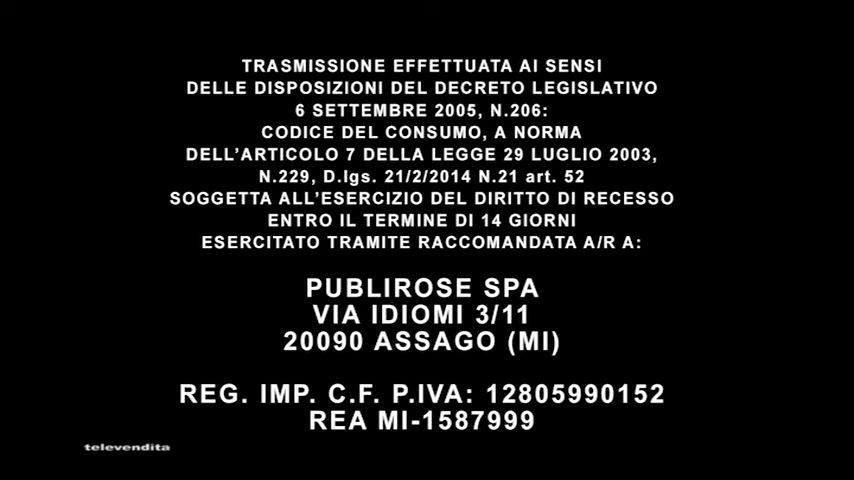 TRASMISSIONE EFFETTUATA AI SENSI
DELLE DISPOSIZIONI DEL DECRETO LEGISLATIVO
6 SETTEMBRE 2005, N.206:
CODICE DEL CONSUMO, A NORMA
DELL'ARTICOLO 7 DELLA LEGGE 29 LUGLIO 2003,
N.229, D.lgs. 21/2/2014 N.21 art. 52
SOGGETTA ALL'ESERCIZIO DEL DIRITTO DI RECESSO
ENTRO IL TERMINE DI 14 GIORNI
ESERCITATO TRAMITE RACCOMANDATA A/R A:
PUBLIROSE SPA
VIA IDIOMI 3/11
20090 ASSAGO (MI)
REG. IMP. C.F. P.IVA: 12805990152
REA MI-1587999
televendita